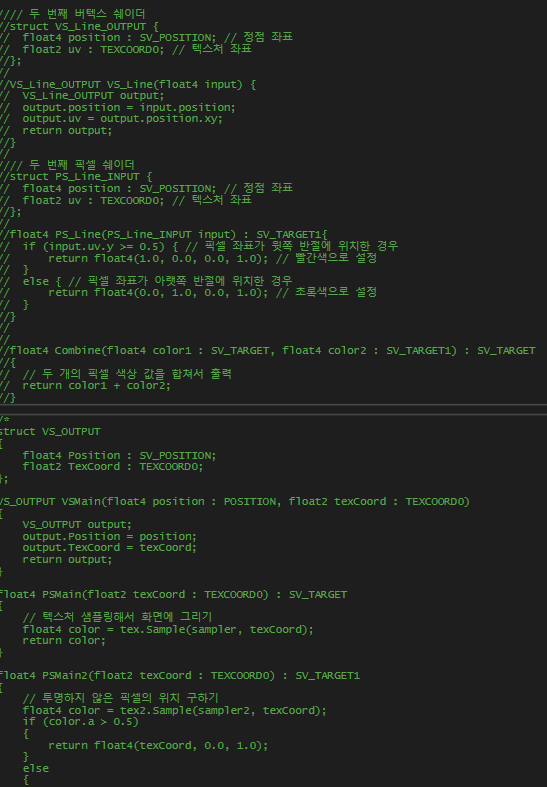 //// 두 번째 버텍스 쉐이더
//struct VS_Line_OUTPUT {
//  float4 position : SV_POSITION; // 정점 좌표
//  float2 uv : TEXCOORD0; // 텍스처 좌표
//};
//
//VS_Line_OUTPUT VS_Line(float4 input) {
//  VS_Line_OUTPUT output;
//  output.position = input.position;
//  output.uv = output.position.xy;
//  return output;
//}
//
//// 두 번째 픽셀 쉐이더
//struct PS_Line_INPUT {
//  float4 position : SV_POSITION; // 정점 좌표
//  float2 uv : TEXCOORD0; // 텍스처 좌표
//};
//
//float4 PS_Line(PS_Line_INPUT input) : SV_TARGET1{
//  if (input.uv.y >= 0.5) { // 픽셀 좌표가 윗쪽 반절에 위치한 경우
//      return float4(1.0, 0.0, 0.0, 1.0); // 빨간색으로 설정
//  }
//  else { // 픽셀 좌표가 아랫쪽 반절에 위치한 경우
//      return float4(0.0, 1.0, 0.0, 1.0); // 초록색으로 설정
//  }
//}
//
//
//float4 Combine(float4 color1 : SV_TARGET, float4 color2 : SV_TARGET1) : SV_TARGET
//{
//  // 두 개의 픽셀 색상 값을 합쳐서 출력
//  return color1 + color2;
//}
/*
struct VS_OUTPUT
{
    float4 Position : SV_POSITION;
    float2 TexCoord : TEXCOORD0;
};
VS_OUTPUT VSMain(float4 position : POSITION, float2 texCoord : TEXCOORD0)
{
    VS_OUTPUT output;
    output.Position = position;
    output.TexCoord = texCoord;
    return output;
}
float4 PSMain(float2 texCoord : TEXCOORD0) : SV_TARGET
{
    // 텍스처 샘플링해서 화면에 그리기
    float4 color = tex.Sample(sampler, texCoord);
    return color;
}
float4 PSMain2(float2 texCoord : TEXCOORD0) : SV_TARGET1
{
    // 투명하지 않은 픽셀의 위치 구하기
    float4 color = tex2.Sample(sampler2, texCoord);
    if (color.a > 0.5)
    {
        return float4(texCoord, 0.0, 1.0);
    }
    else
    {